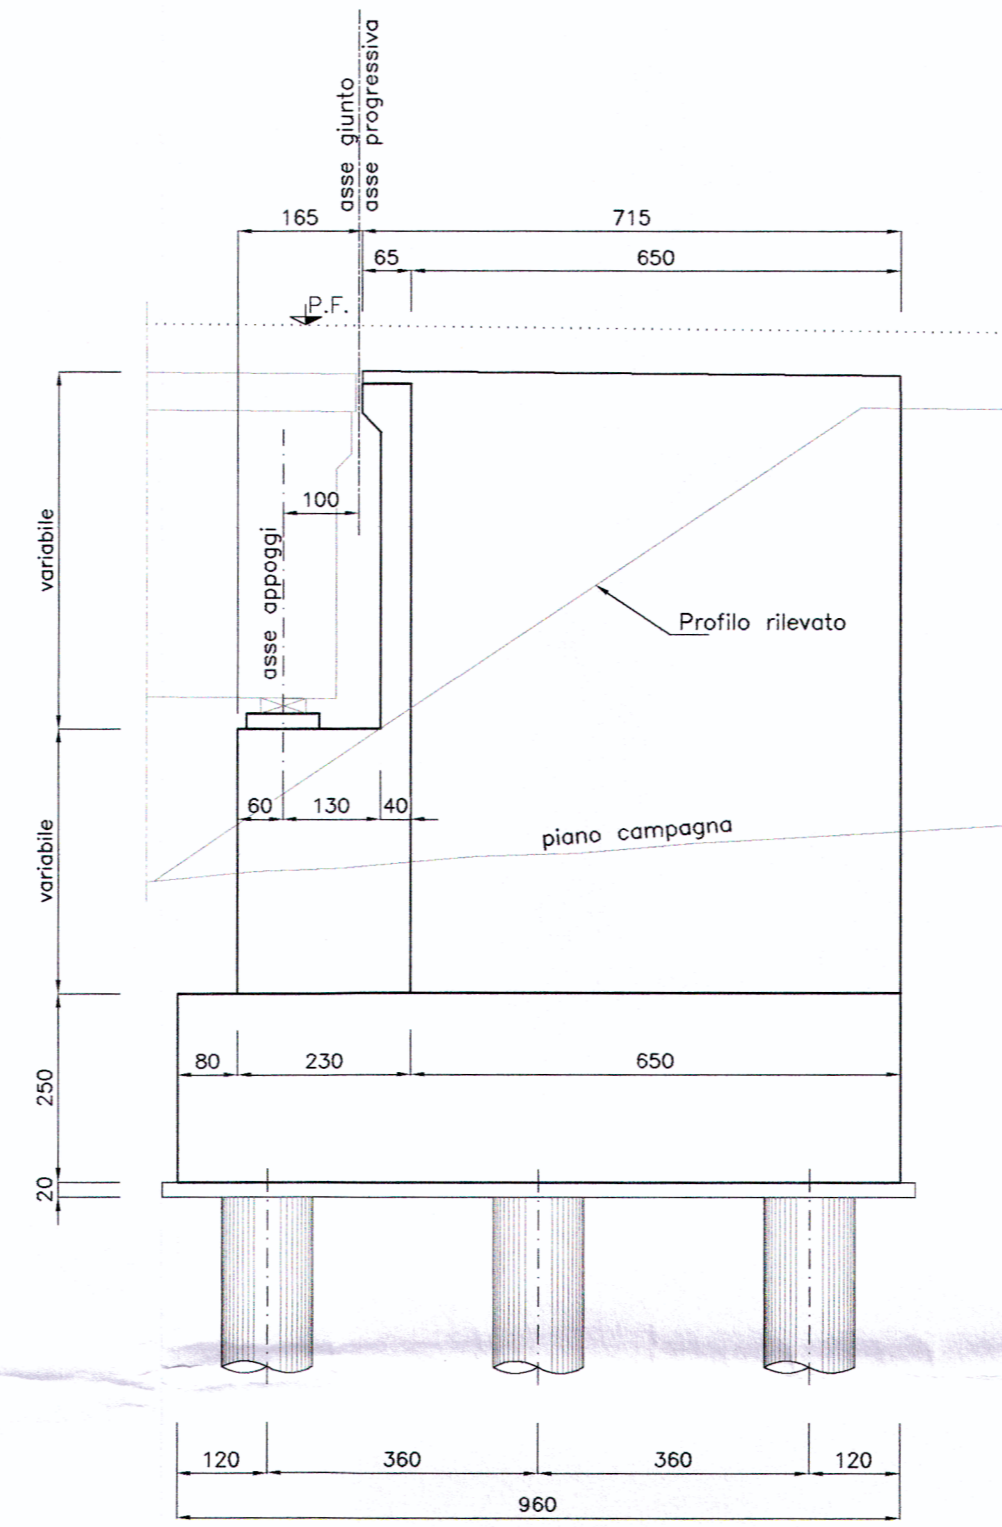 asse giunto
asse progressiva
165
715
65
650
P.F.
100
variabile
asse appoggi
Profilo rilevato
60
130
40
variabile
piano campagna
80
230
650
250
20
120
360
360
120
960